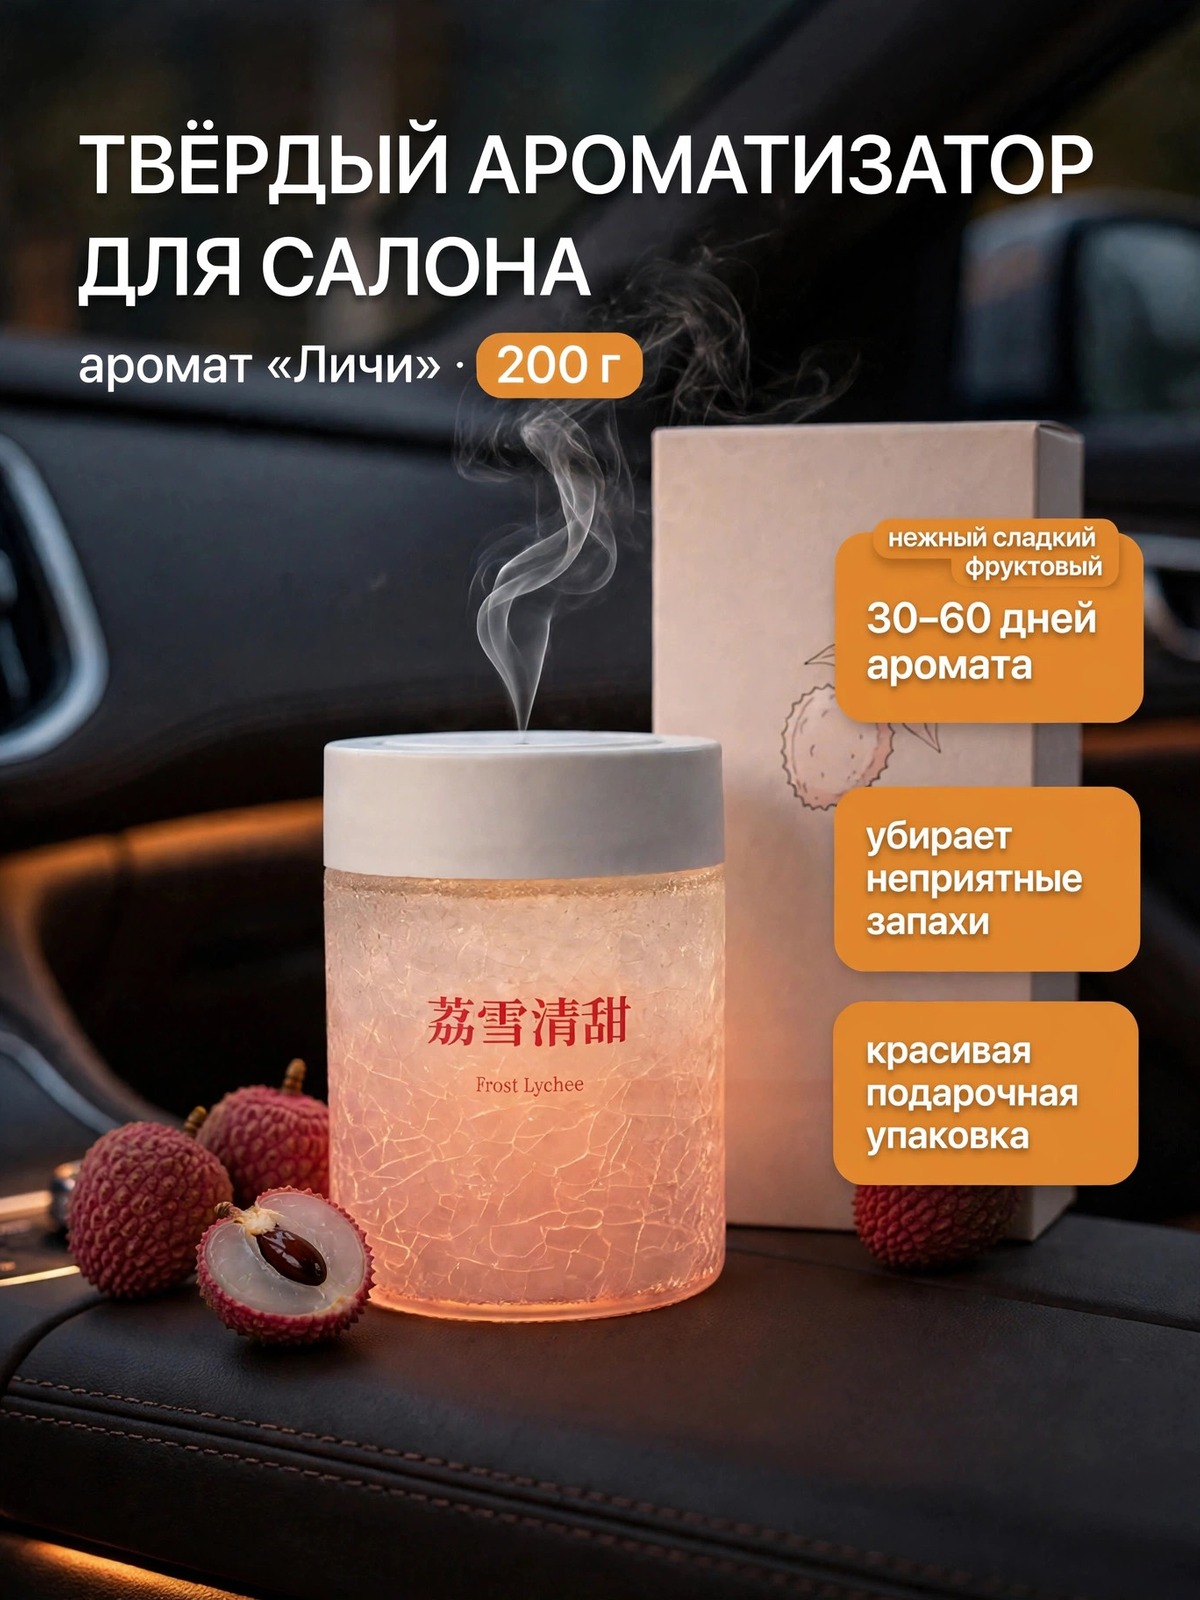 ТВЁРДЫЙ АРОМАТИЗАТОР
ДЛЯ САЛОНА
аромат «Личи» · 200 г
нежный сладкий
фруктовый
30–60 дней
аромата
убирает
неприятные
запахи
荔雪清甜
Frost Lychee
красивая
подарочная
упаковка